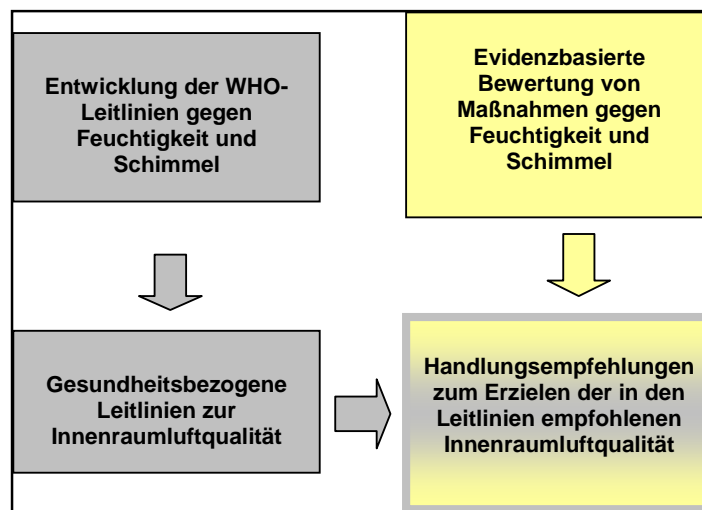 Entwicklung der WHO-
Leitlinien gegen
Feuchtigkeit und
Schimmel
Evidenzbasierte
Bewertung von
Maßnahmen gegen
Feuchtigkeit und
Schimmel
Gesundheitsbezogene
Leitlinien zur
Innenraumluftqualität
Handlungsempfehlungen
zum Erzielen der in den
Leitlinien empfohlenen
Innenraumluftqualität